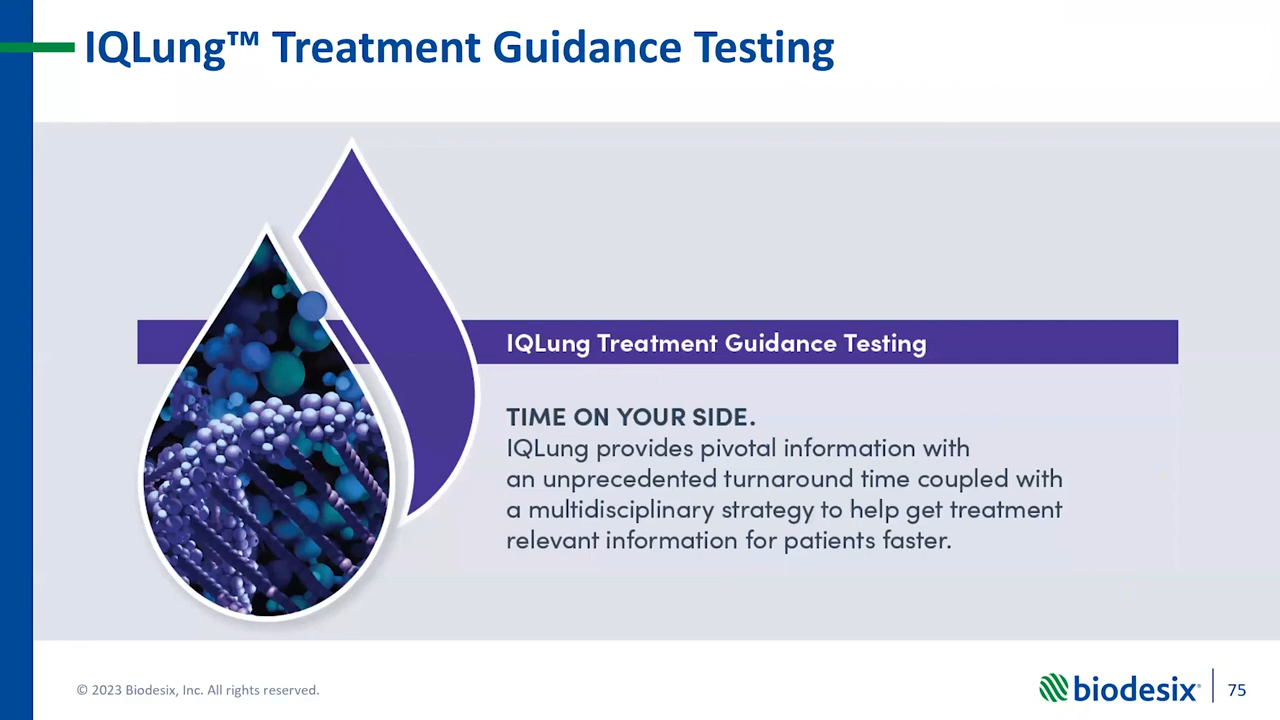 IQLung™ Treatment Guidance Testing
IQLung Treatment Guidance Testing
TIME ON YOUR SIDE.
IQLung provides pivotal information with
an unprecedented turnaround time coupled with
a multidisciplinary strategy to help get treatment
relevant information for patients faster.
© 2023 Biodesix, Inc. All rights reserved.
biodesix®
75